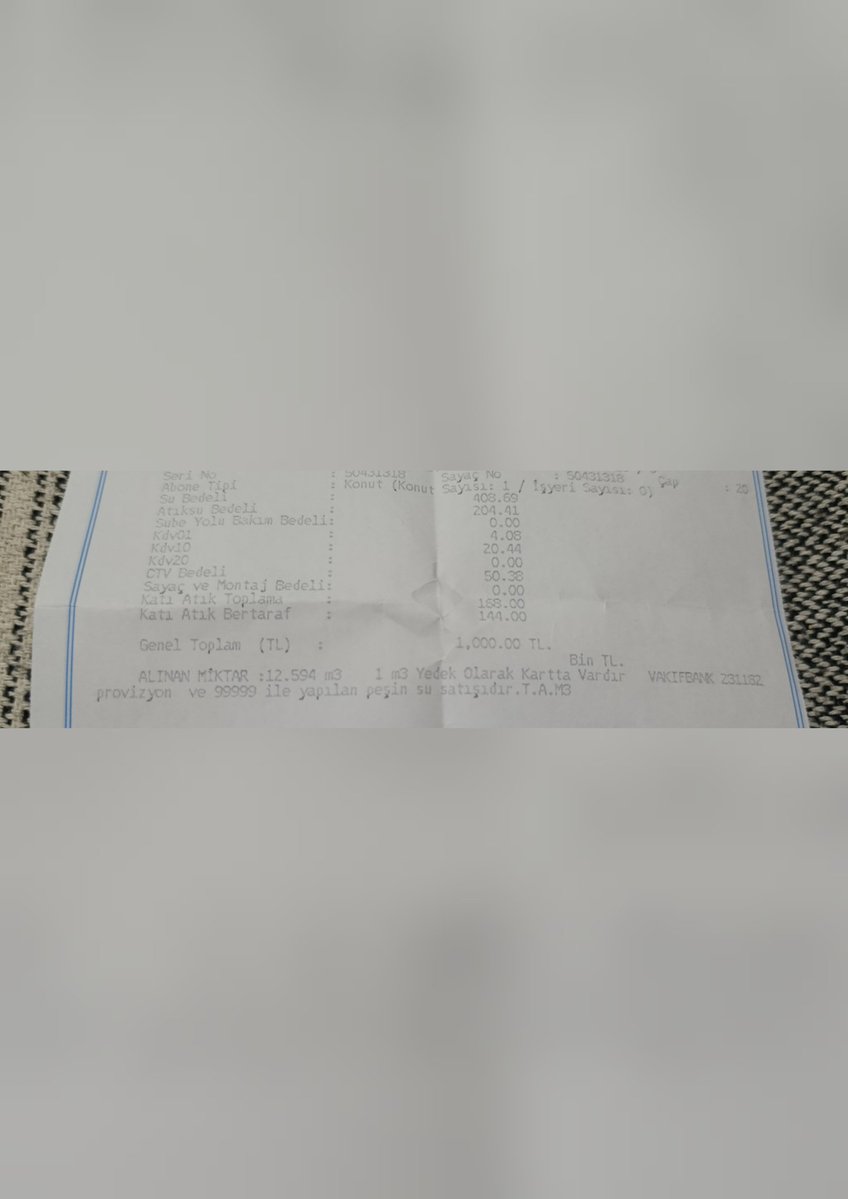 Seri No : 50431318 Sayaç No : 50431318
Abone Tipi : Konut (Konut Sayısı: 1 / İşyeri Sayısı: 0) Çap : 20
Su Bedeli : 408.69
Atıksu Bedeli : 204.41
Sube Yolu Bakım Bedeli: 0.00
Kdv01 : 4.08
Kdv10 : 20.44
Kdv20 : 0.00
CTV Bedeli : 50.38
Sayaç ve Montaj Bedeli: 0.00
Katı Atık Toplama : 168.00
Katı Atık Bertaraf : 144.00
Genel Toplam (TL) : 1,000.00 TL.
Bin TL.
ALINAN MİKTAR :12.594 m3 1 m3 Yedek Olarak Kartta Vardır VAKIFBANK 231182
provizyon ve 99999 ile yapılan peşin su satışıdır.T.A.M3